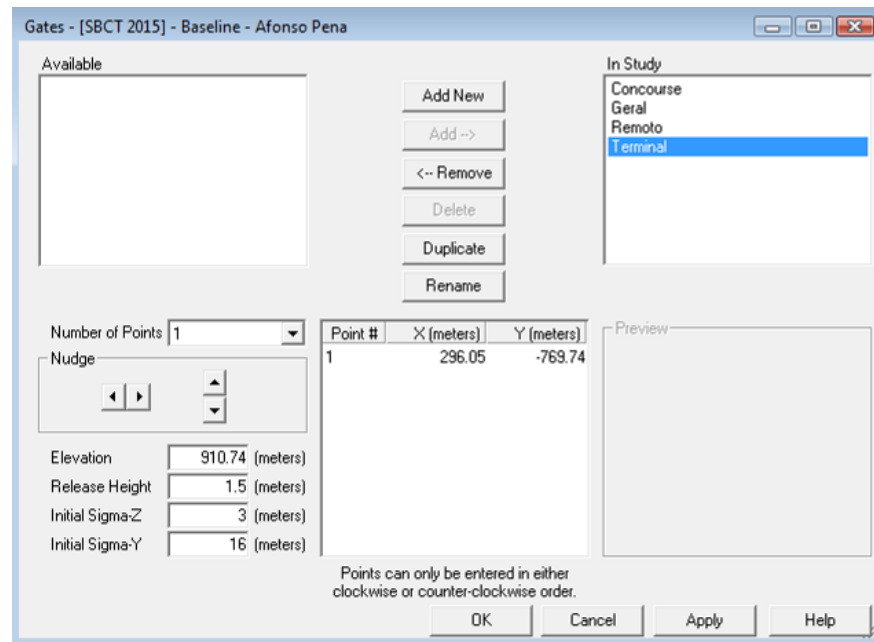 Gates - [SBCT 2015] - Baseline - Afonso Pena
Available
In Study
Add New
Add -->
<-- Remove
Delete
Duplicate
Rename
Concourse
Geral
Remoto
Terminal
Number of Points 1
Nudge
Point # X (meters) Y (meters)
1 296.05 -769.74
Preview
Elevation 910.74 (meters)
Release Height 1.5 (meters)
Initial Sigma-Z 3 (meters)
Initial Sigma-Y 16 (meters)
Points can only be entered in either
clockwise or counter-clockwise order.
OK Cancel Apply Help